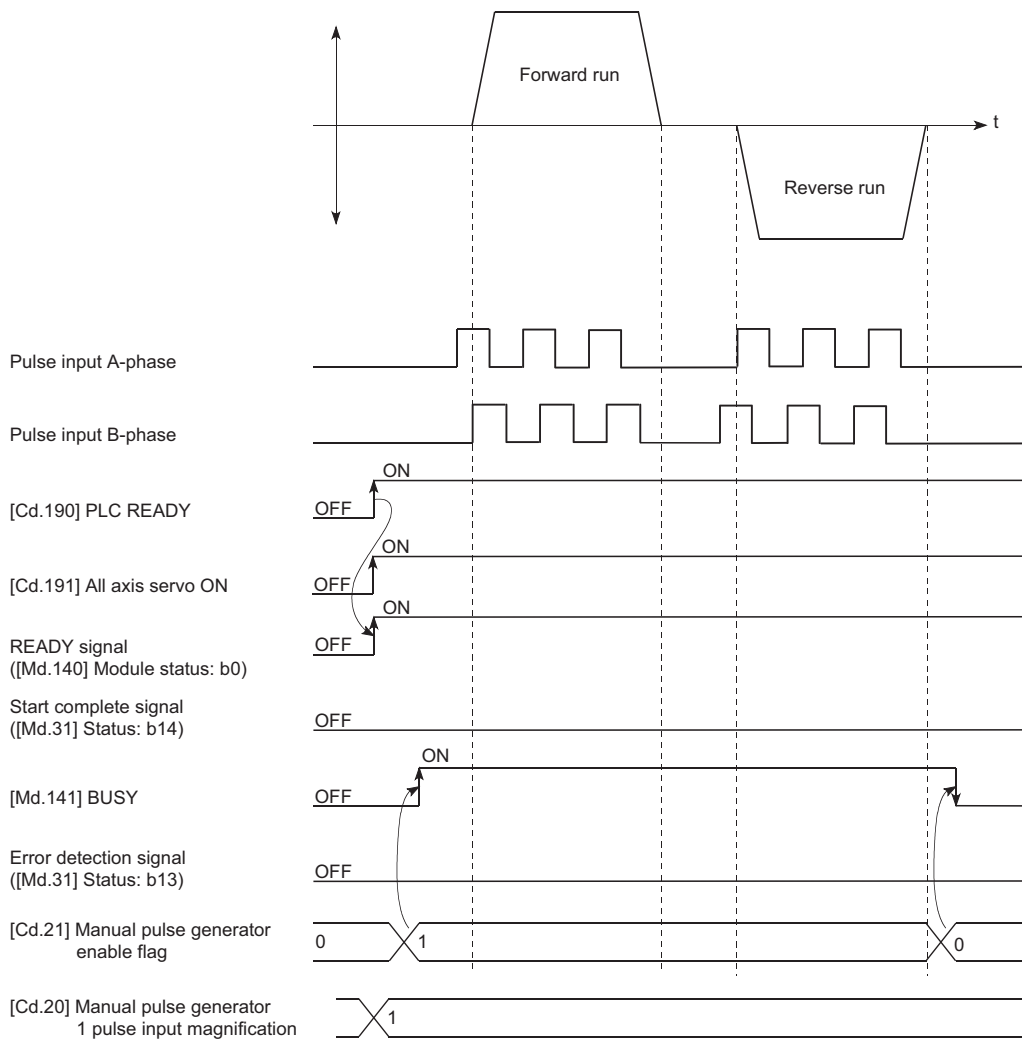 Forward run
t
Reverse run
Pulse input A-phase
Pulse input B-phase
ON
[Cd.190] PLC READY
OFF
ON
[Cd.191] All axis servo ON
OFF
ON
READY signal
OFF
([Md.140] Module status: b0)
Start complete signal
([Md.31] Status: b14)
OFF
ON
[Md.141] BUSY
OFF
Error detection signal
([Md.31] Status: b13)
OFF
[Cd.21] Manual pulse generator
enable flag
0
1
0
[Cd.20] Manual pulse generator
1 pulse input magnification
1